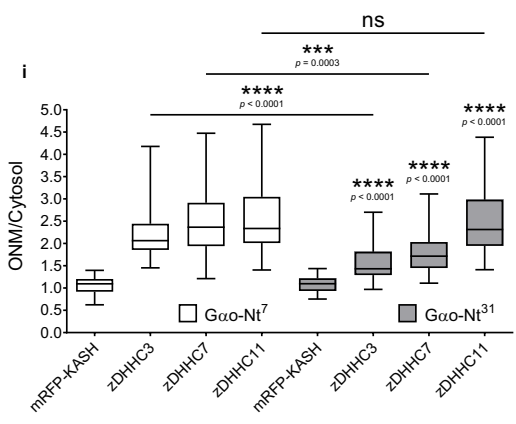 ns
***
p = 0.0003
i
****
p < 0.0001
****
p < 0.0001
****
p < 0.0001
****
p < 0.0001
ONM/Cytosol
5.0
4.5
4.0
3.5
3.0
2.5
2.0
1.5
1.0
0.5
0.0
Gαo-Nt⁷
Gαo-Nt³¹
mRFP-KASH
zDHHC3
zDHHC7
zDHHC11
mRFP-KASH
zDHHC3
zDHHC7
zDHHC11